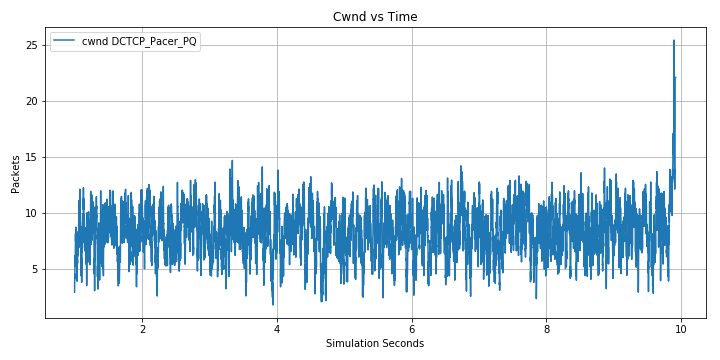 Cwnd vs Time
cwnd DCTCP_Pacer_PQ
Packets
25
20
15
10
5
2
4
6
8
10
Simulation Seconds